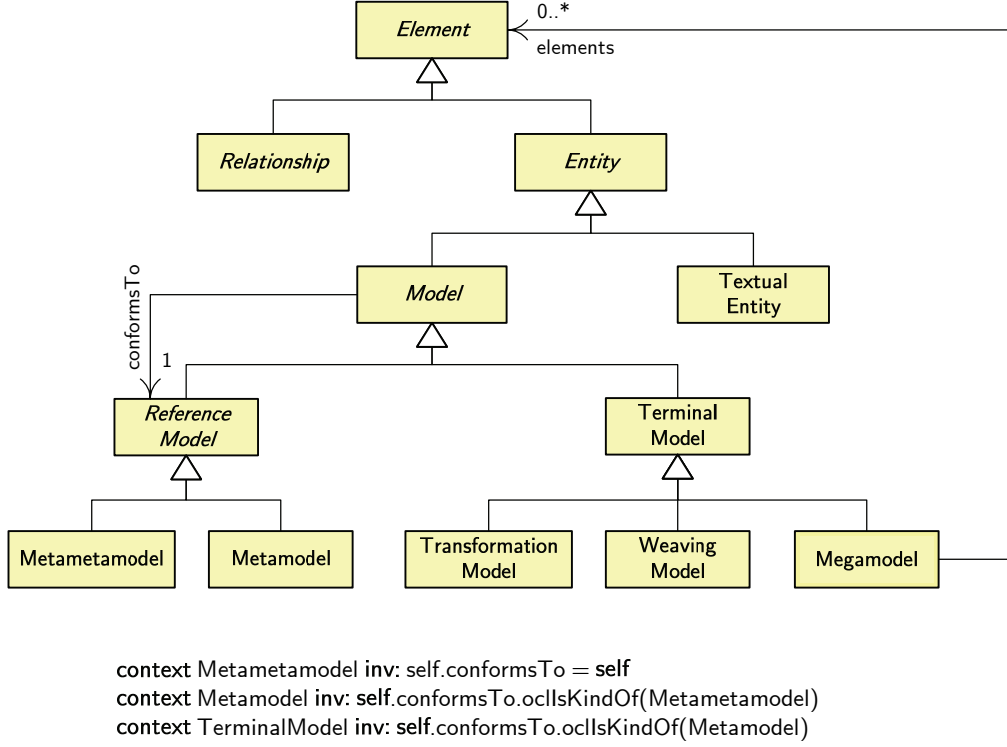 Element
0..*
elements
Relationship
Entity
Model
Textual
Entity
conformsTo
1
Reference
Model
Terminal
Model
Metametamodel
Metamodel
Transformation
Model
Weaving
Model
Megamodel
context Metametamodel inv: self.conformsTo = self
context Metamodel inv: self.conformsTo.oclIsKindOf(Metametamodel)
context TerminalModel inv: self.conformsTo.oclIsKindOf(Metamodel)